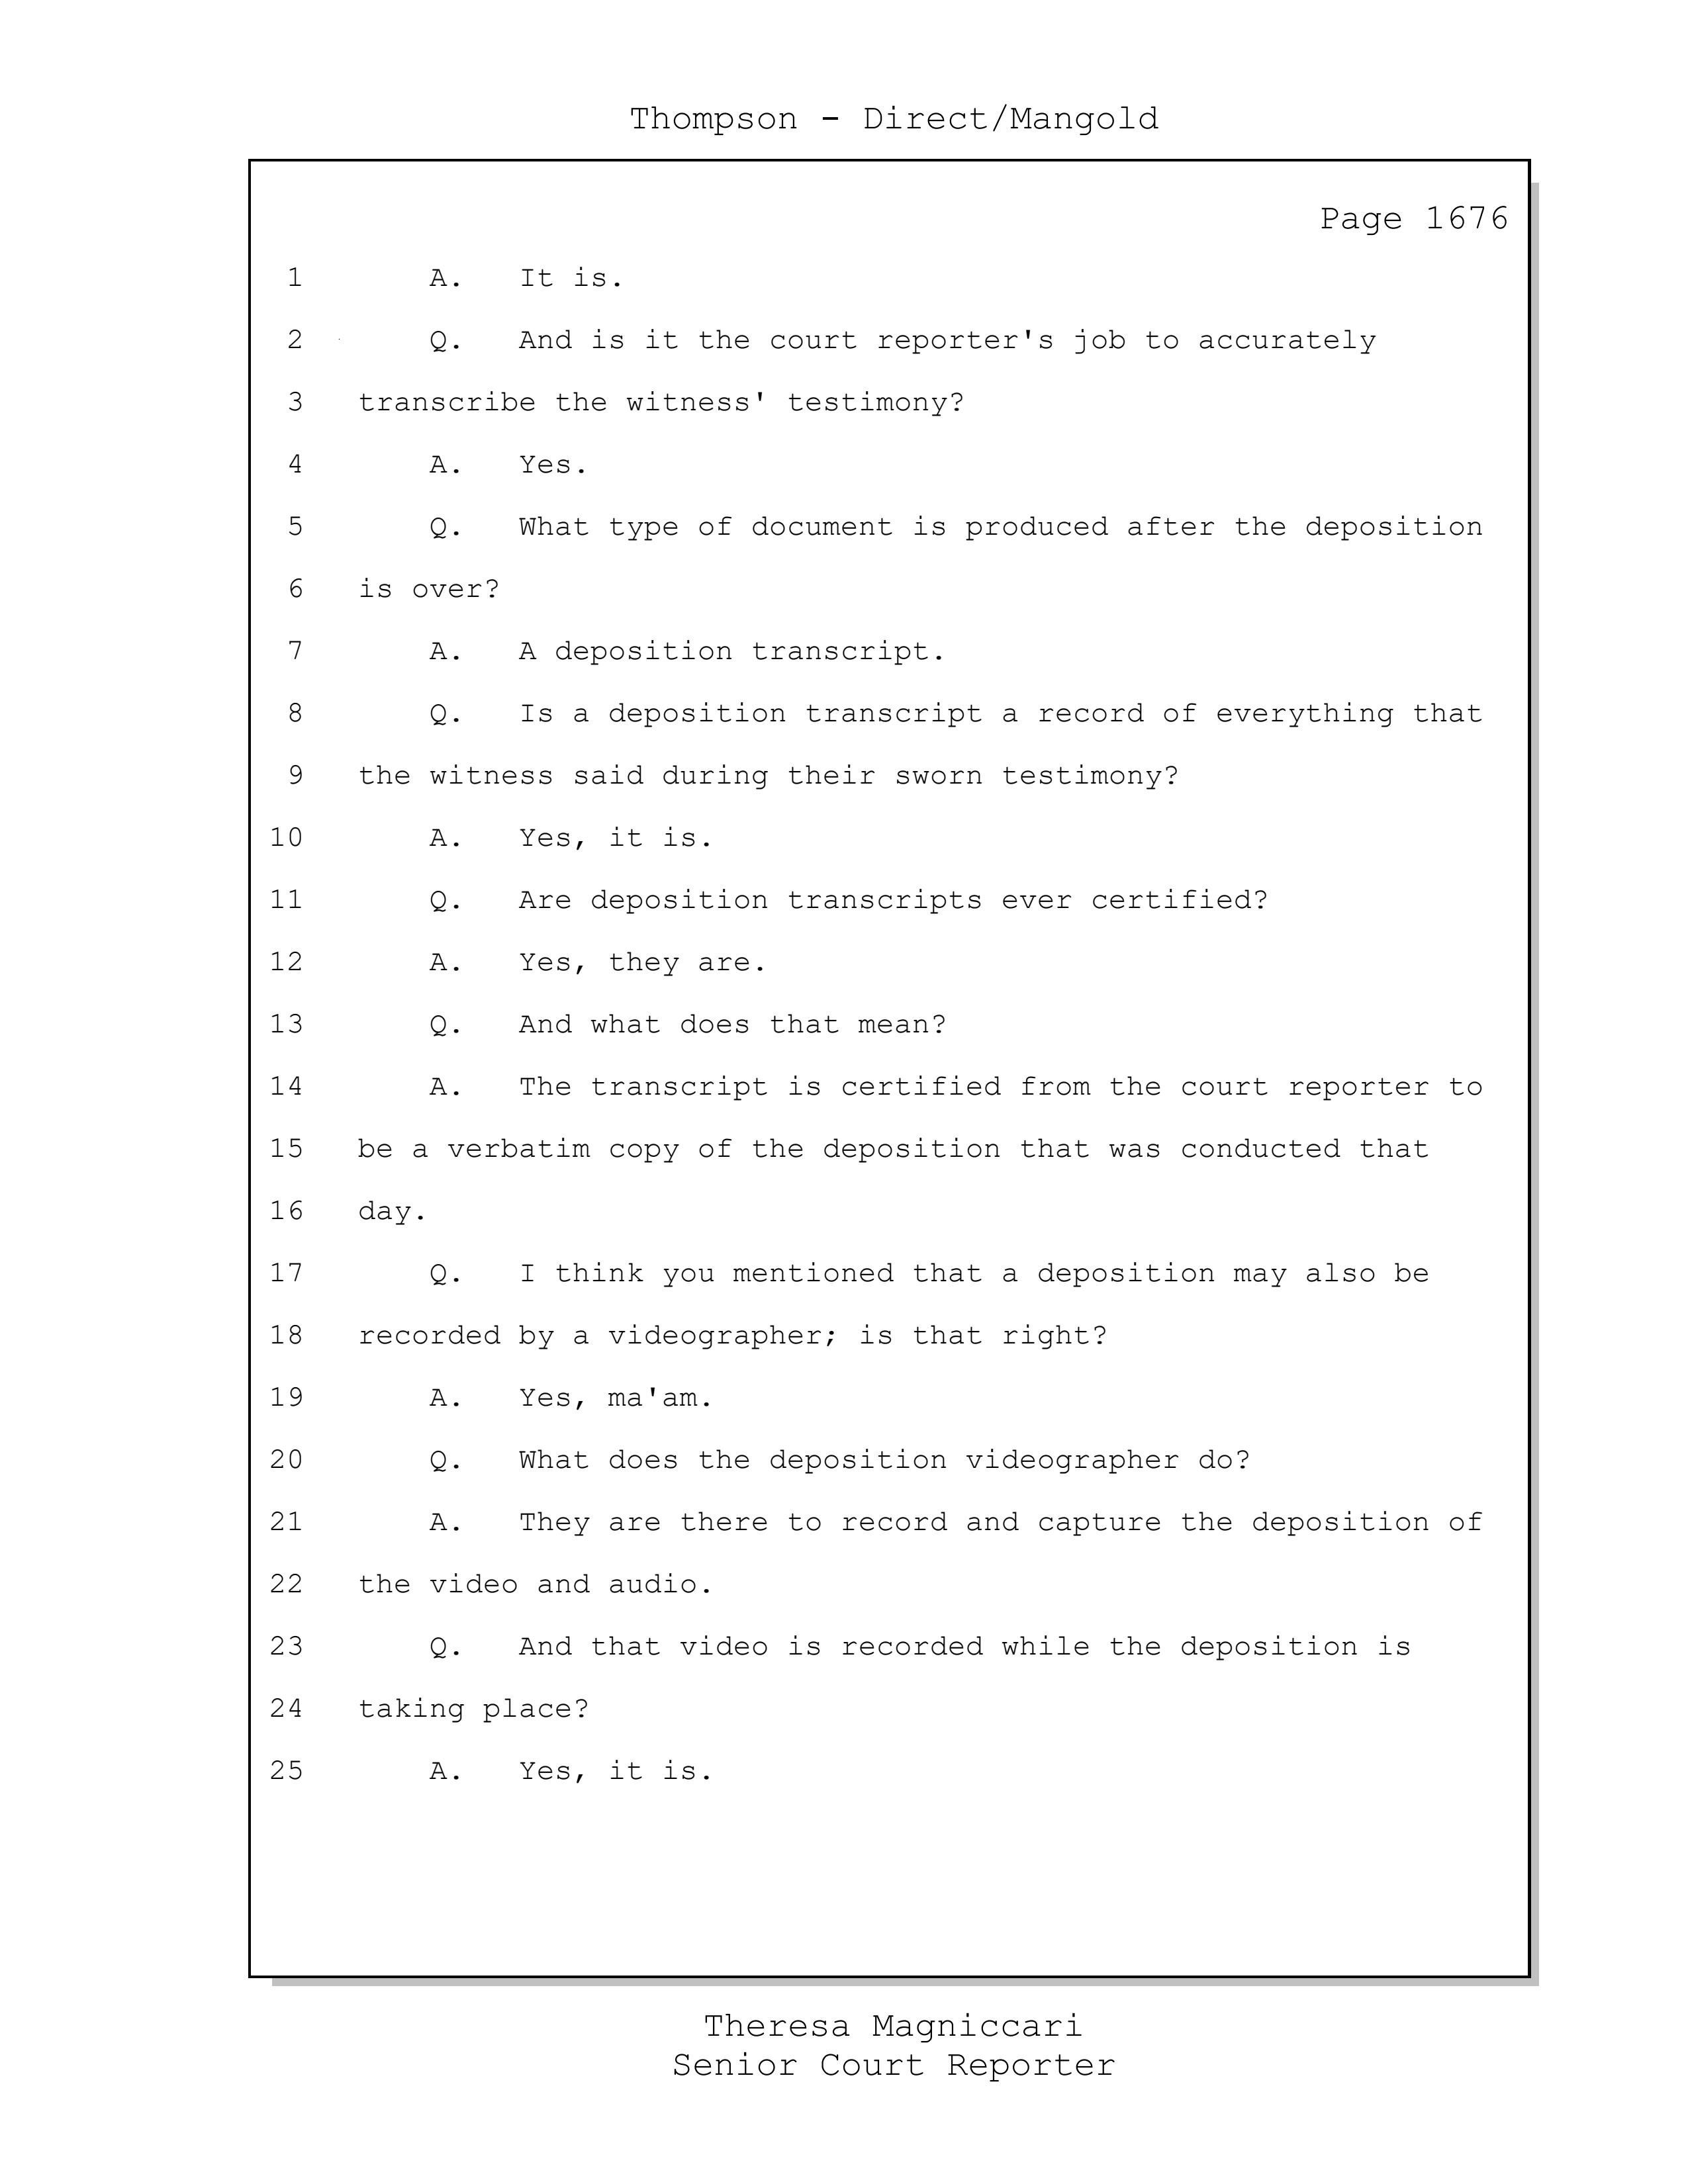 Thompson - Direct/Mangold
Page 1676
1 A. It is.
2 Q. And is it the court reporter's job to accurately
3 transcribe the witness' testimony?
4 A. Yes.
5 Q. What type of document is produced after the deposition
6 is over?
7 A. A deposition transcript.
8 Q. Is a deposition transcript a record of everything that
9 the witness said during their sworn testimony?
10 A. Yes, it is.
11 Q. Are deposition transcripts ever certified?
12 A. Yes, they are.
13 Q. And what does that mean?
14 A. The transcript is certified from the court reporter to
15 be a verbatim copy of the deposition that was conducted that
16 day.
17 Q. I think you mentioned that a deposition may also be
18 recorded by a videographer; is that right?
19 A. Yes, ma'am.
20 Q. What does the deposition videographer do?
21 A. They are there to record and capture the deposition of
22 the video and audio.
23 Q. And that video is recorded while the deposition is
24 taking place?
25 A. Yes, it is.
Theresa Magniccari
Senior Court Reporter